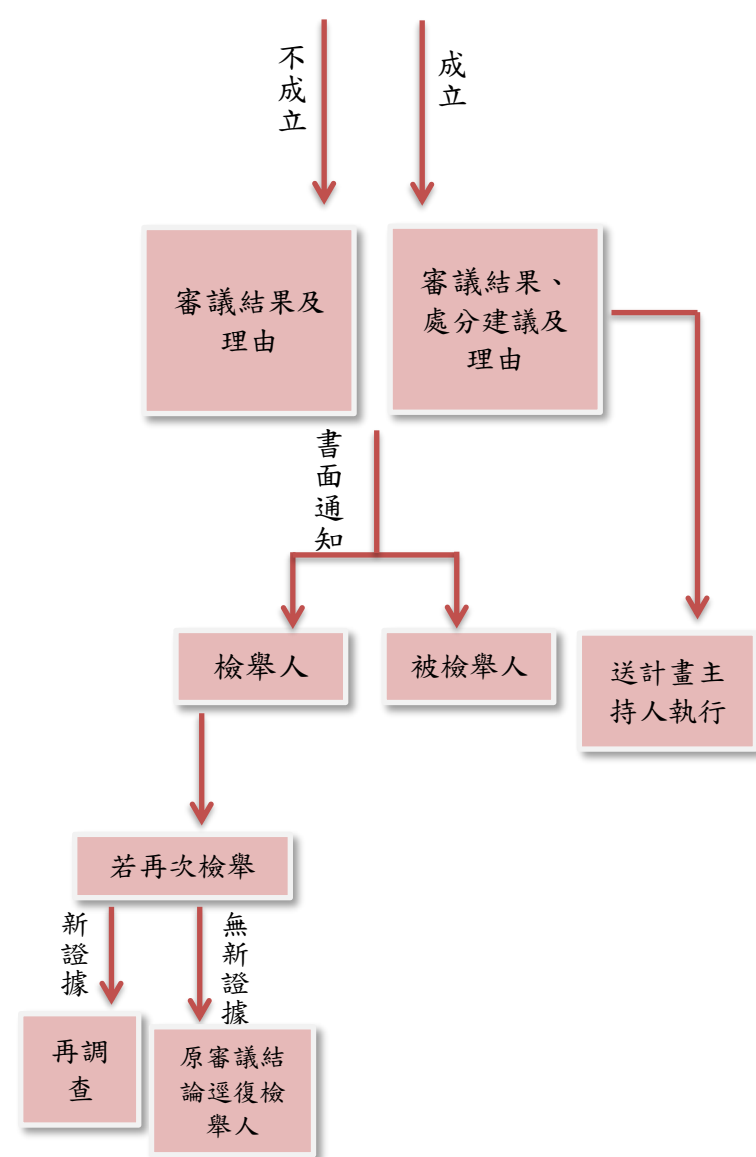 不成立
成立
審議結果及
理由
審議結果、
處分建議及
理由
書面通知
檢舉人
被檢舉人
送計畫主
持人執行
若再次檢舉
新證據
無新證據
再調
查
原審議結
論逕復檢
舉人